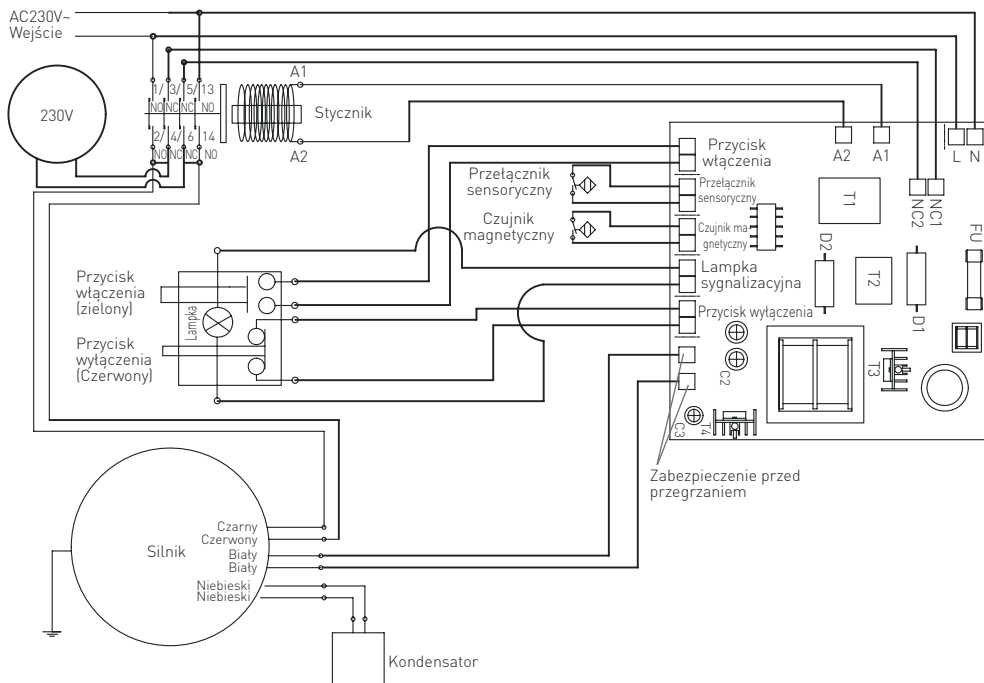 AC230V~
Wejście
230V
1/ 3/ 5/ 13
NO NC NC NO
2/ 4/ 6 14
NO NC NC NO
A1
Stycznik
A2
A2 A1 L N
Przycisk
włączenia
Przełącznik
sensoryczny
Przełącznik
sensoryczny
Czujnik
magnetyczny
Czujnik ma-
gnetyczny
Lampka
sygnalizacyjna
Przycisk wyłączenia
T1
NC2
NC1
FU
D2
T2
D1
C2
T3
C3
T4
Przycisk
włączenia
(zielony)
Lampka
Przycisk
wyłączenia
(Czerwony)
Zabezpieczenie przed
przegrzaniem
Silnik
Czarny
Czerwony
Biały
Biały
Niebieski
Niebieski
Kondensator